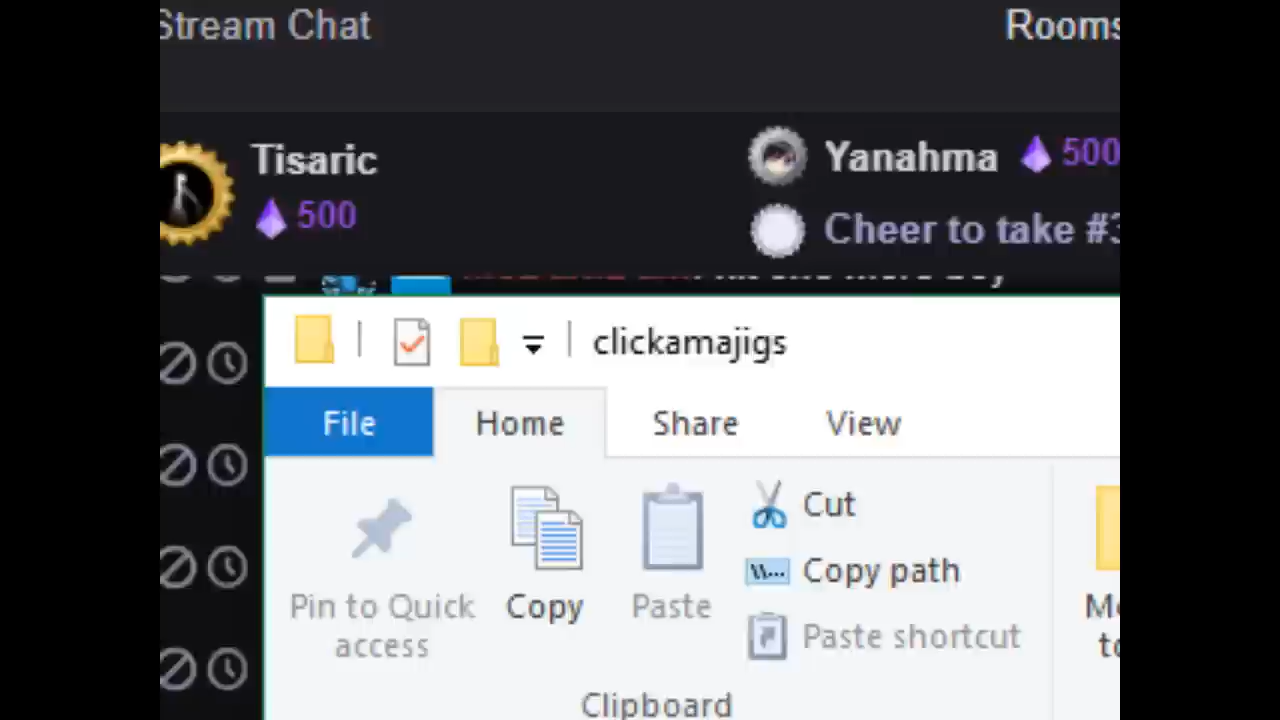 Stream Chat
Rooms
Tisaric
500
Yanahma 500
Cheer to take #3
clickamajigs
File Home Share View
Pin to Quick access
Copy
Paste
Cut
Copy path
Paste shortcut
Clipboard